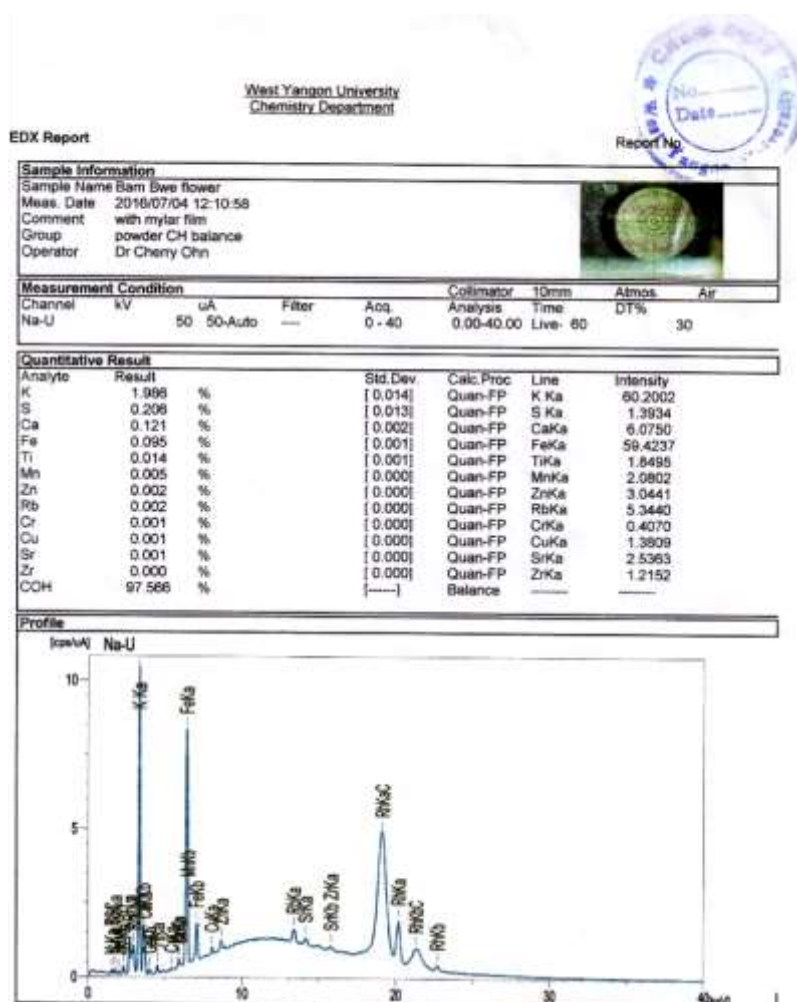 West Yangon University
Chemistry Department
No.
Date
EDX Report
Report No
Sample Information
Sample Name Bam Bwe flower
Meas. Date 2016/07/04 12:10:58
Comment with mylar film
Group powder CH balance
Operator Dr Cherry Ohn
Measurement Condition Collimator 10mm Atmos. Air
Channel kV uA Filter Acq. Analysis Time DT%
Na-U 50 50-Auto ---- 0 - 40 0.00-40.00 Live- 60 30
Quantitative Result
Analyte Result Std.Dev. Calc.Proc Line Intensity
K 1.986 % [ 0.014] Quan-FP K Ka 60.2002
S 0.206 % [ 0.013] Quan-FP S Ka 1.3934
Ca 0.121 % [ 0.002] Quan-FP CaKa 6.0750
Fe 0.095 % [ 0.001] Quan-FP FeKa 59.4237
Ti 0.014 % [ 0.001] Quan-FP TiKa 1.8495
Mn 0.005 % [ 0.000] Quan-FP MnKa 2.0802
Zn 0.002 % [ 0.000] Quan-FP ZnKa 3.0441
Rb 0.002 % [ 0.000] Quan-FP RbKa 5.3440
Cr 0.001 % [ 0.000] Quan-FP CrKa 0.4070
Cu 0.001 % [ 0.000] Quan-FP CuKa 1.3809
Sr 0.001 % [ 0.000] Quan-FP SrKa 2.5363
Zr 0.000 % [ 0.000] Quan-FP ZrKa 1.2152
COH 97.566 % [------] Balance -------- --------
Profile
[cps/uA] Na-U
10
5
0
K Ka
FeKa
MnKb
FeKb
CuKa
ZnKa
RbKa
SrKa
SrKb ZrKa
RhKaC
RhKa
RhKbC
RhKb
0 10 20 30 40